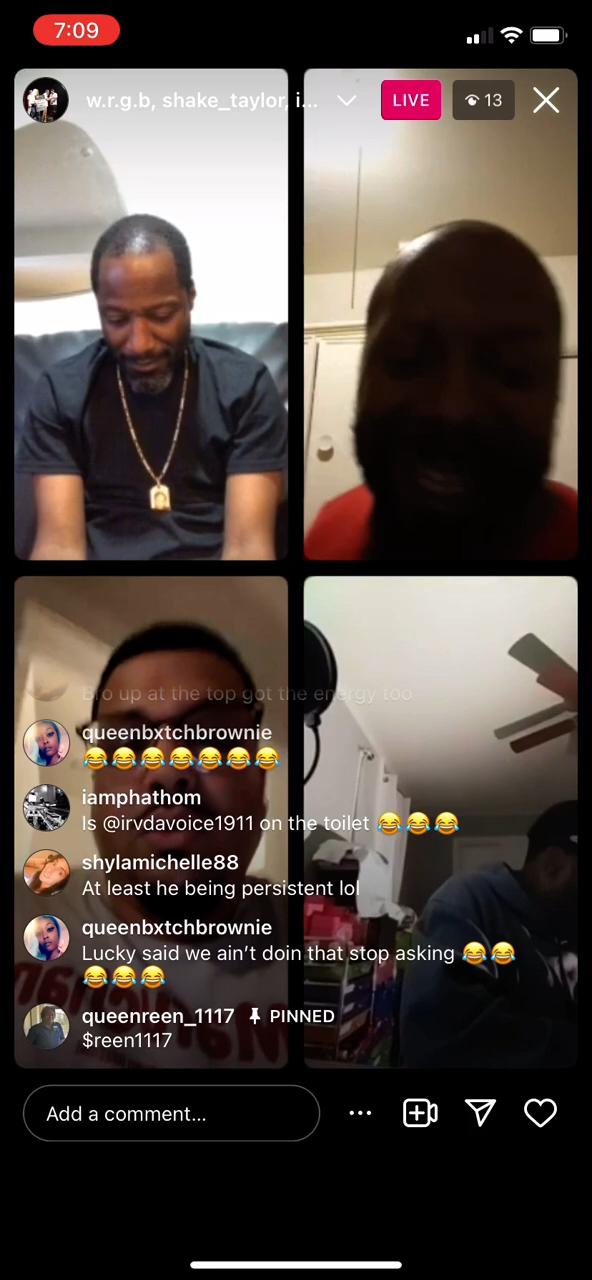 7:09
w.r.g.b, shake_taylor, i...
LIVE
13
Bro up at the top got the energy too
queenbxtchbrownie
😂😂😂😂😂😂😂
iamphathom
Is @irvdavoice1911 on the toilet 😂😂😂
shylamichelle88
At least he being persistent lol
queenbxtchbrownie
Lucky said we ain't doin that stop asking 😂😂
😂😂😂
queenreen_1117 PINNED
$reen1117
Add a comment...